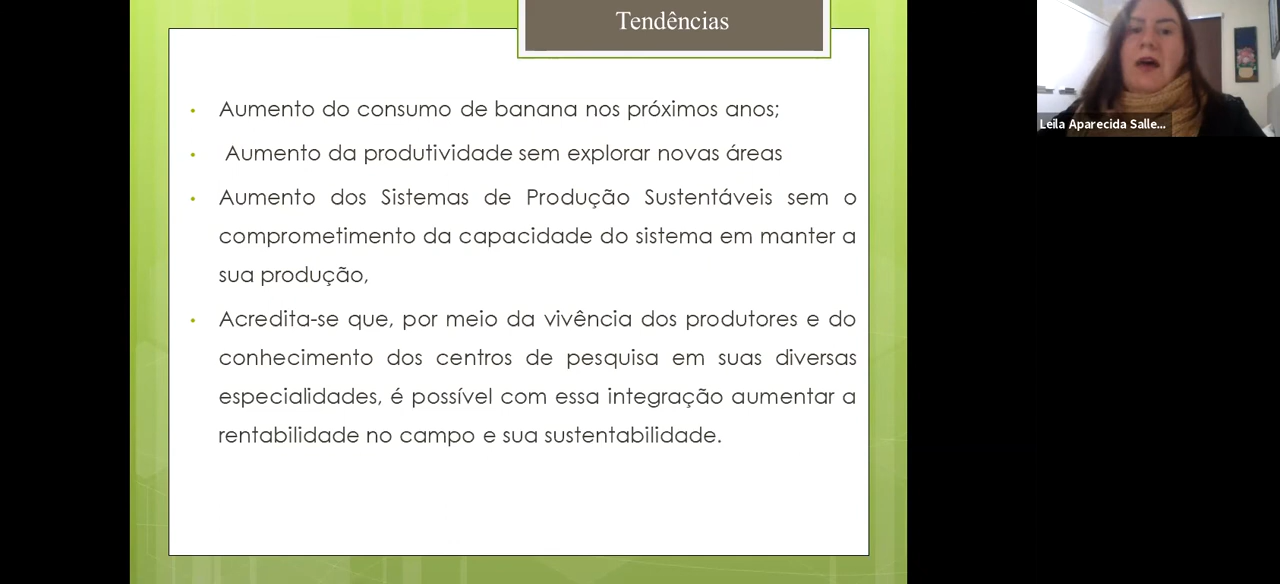 Tendências
• Aumento do consumo de banana nos próximos anos;
• Aumento da produtividade sem explorar novas áreas
• Aumento dos Sistemas de Produção Sustentáveis sem o
comprometimento da capacidade do sistema em manter a
sua produção,
• Acredita-se que, por meio da vivência dos produtores e do
conhecimento dos centros de pesquisa em suas diversas
especialidades, é possível com essa integração aumentar a
rentabilidade no campo e sua sustentabilidade.
Leila Aparecida Salle...